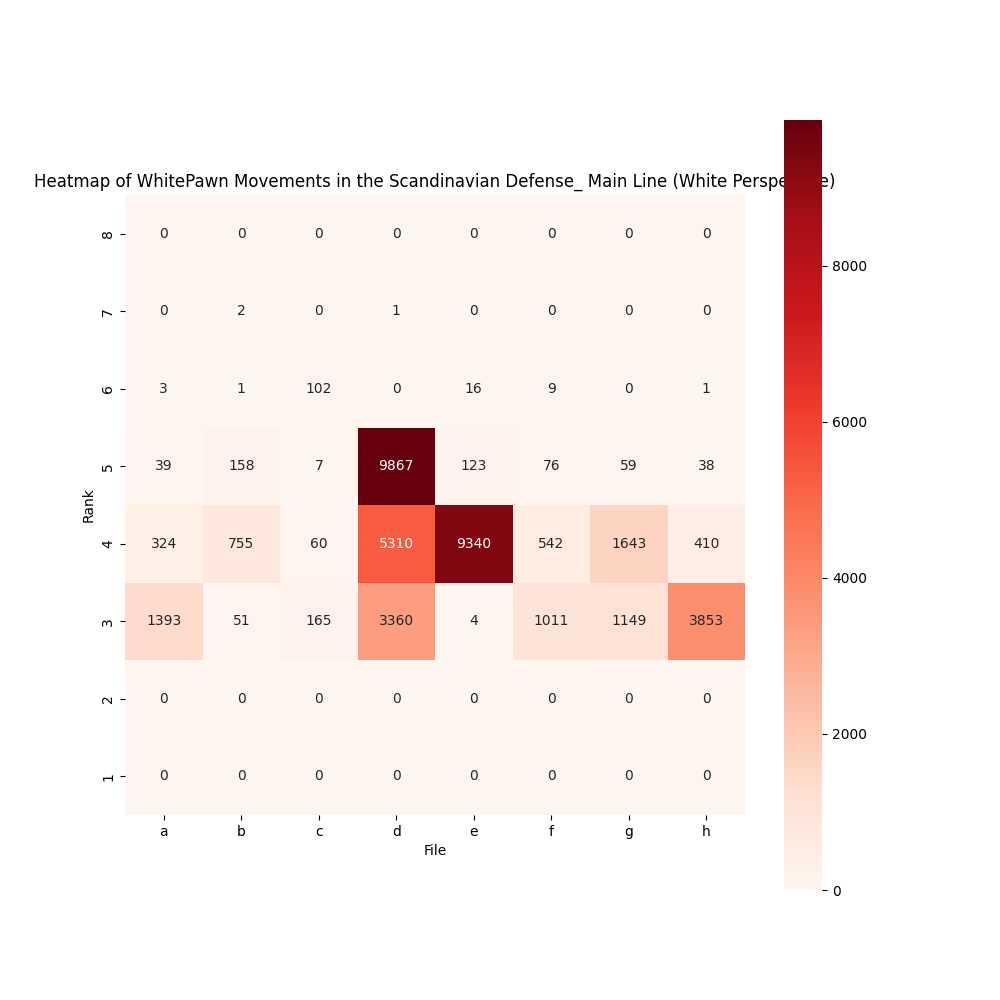 Heatmap of WhitePawn Movements in the Scandinavian Defense_ Main Line (White Perspe e)
8 0 0 0 0 0 0 0 0
7 0 2 0 1 0 0 0 0
6 3 1 102 0 16 9 0 1
5 39 158 7 9867 123 76 59 38
4 324 755 60 5310 9340 542 1643 410
3 1393 51 165 3360 4 1011 1149 3853
2 0 0 0 0 0 0 0 0
1 0 0 0 0 0 0 0 0
a b c d e f g h
File
Rank
8000
6000
4000
2000
0